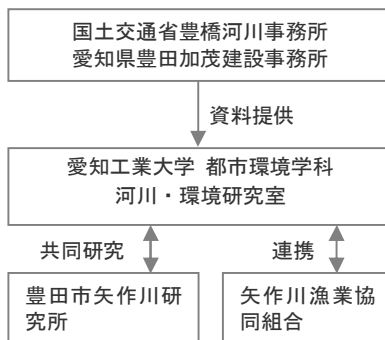 国土交通省豊橋河川事務所
愛知県豊田加茂建設事務所
資料提供
愛知工業大学 都市環境学科
河川・環境研究室
共同研究
連携
豊田市矢作川研
究所
矢作川漁業協
同組合